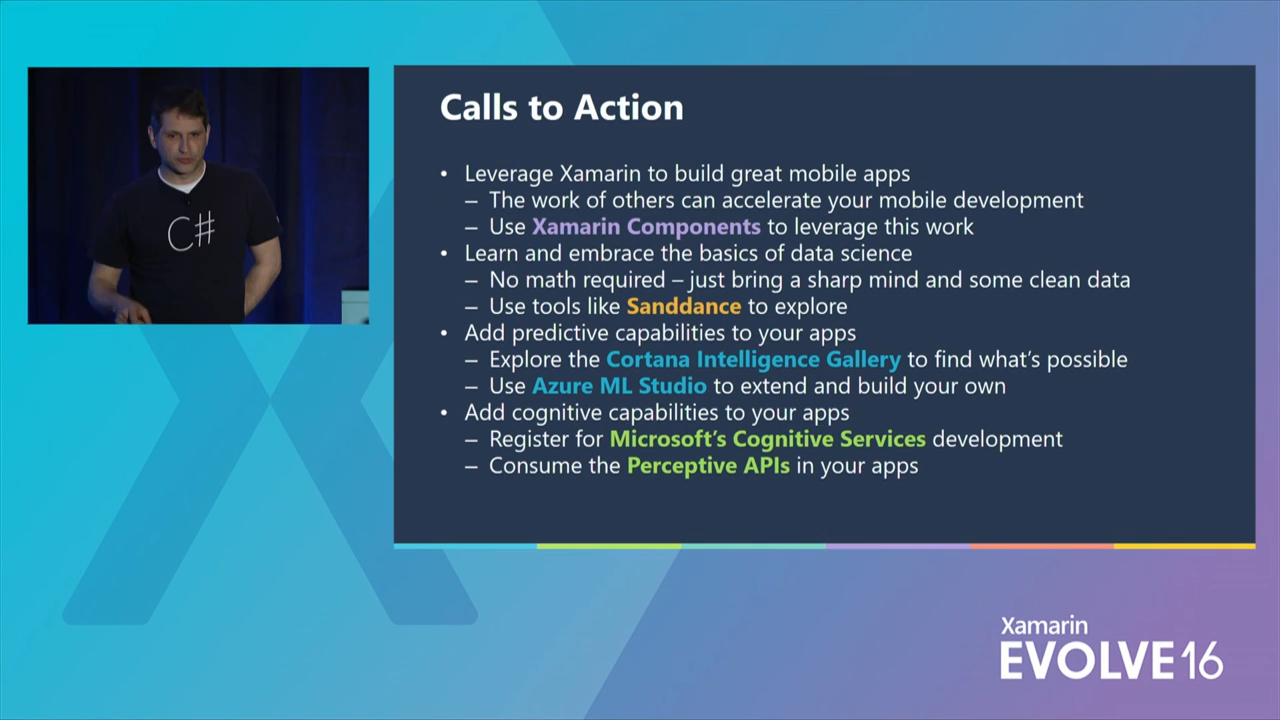 C#
Calls to Action
• Leverage Xamarin to build great mobile apps
– The work of others can accelerate your mobile development
– Use Xamarin Components to leverage this work
• Learn and embrace the basics of data science
– No math required – just bring a sharp mind and some clean data
– Use tools like Sanddance to explore
• Add predictive capabilities to your apps
– Explore the Cortana Intelligence Gallery to find what's possible
– Use Azure ML Studio to extend and build your own
• Add cognitive capabilities to your apps
– Register for Microsoft's Cognitive Services development
– Consume the Perceptive APIs in your apps
Xamarin
EVOLVE16